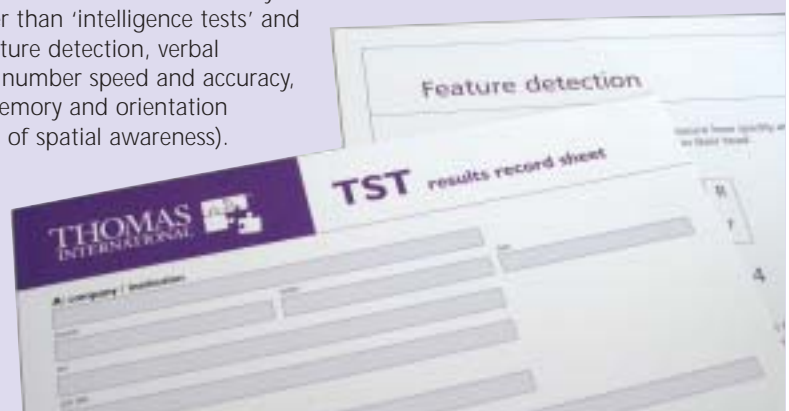 er than 'intelligence tests' and
ture detection, verbal
number speed and accuracy,
emory and orientation
of spatial awareness).
Feature detection
THOMAS
INTERNATIONAL
TST results record sheet
company / institution
R
r
4